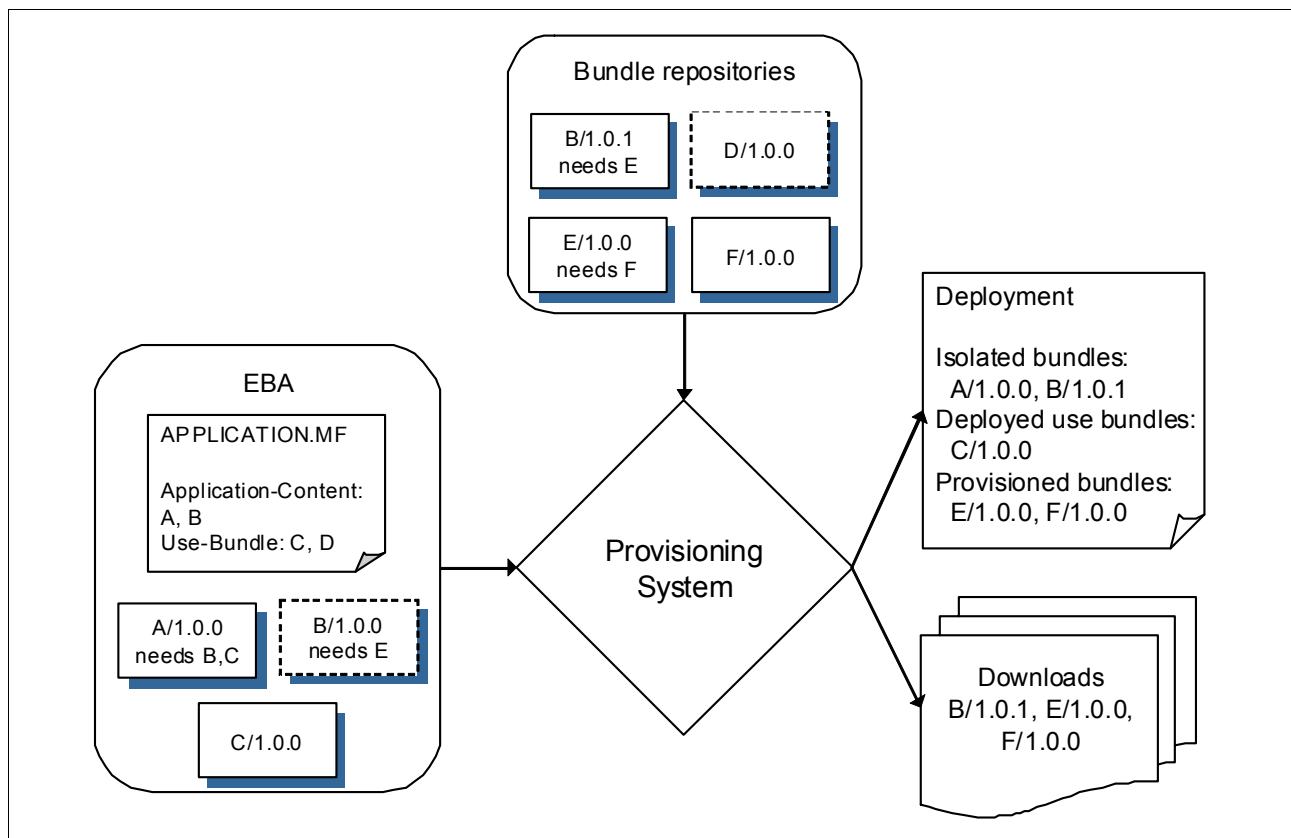 Bundle repositories
B/1.0.1
needs E
D/1.0.0
E/1.0.0
needs F
F/1.0.0
EBA
APPLICATION.MF
Application-Content:
A, B
Use-Bundle: C, D
A/1.0.0
needs B,C
B/1.0.0
needs E
C/1.0.0
Provisioning
System
Deployment
Isolated bundles:
A/1.0.0, B/1.0.1
Deployed use bundles:
C/1.0.0
Provisioned bundles:
E/1.0.0, F/1.0.0
Downloads
B/1.0.1, E/1.0.0,
F/1.0.0